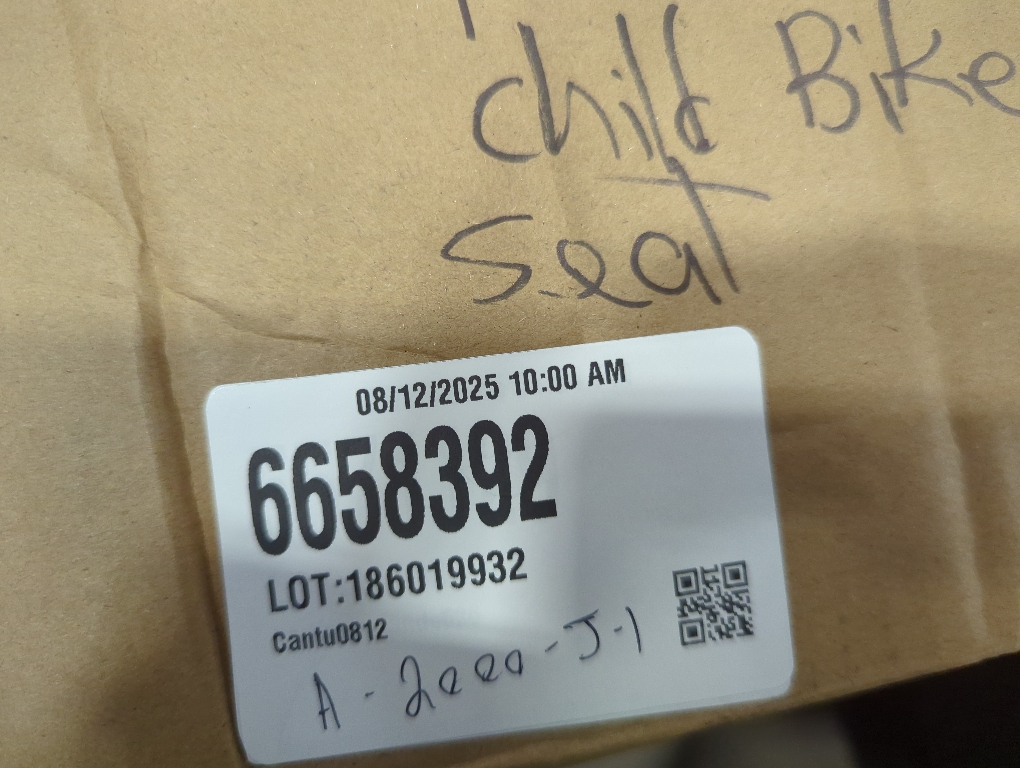 Child Bike
seat
08/12/2025 10:00 AM
6658392
LOT:186019932
Cantu0812
A-2000-J-1